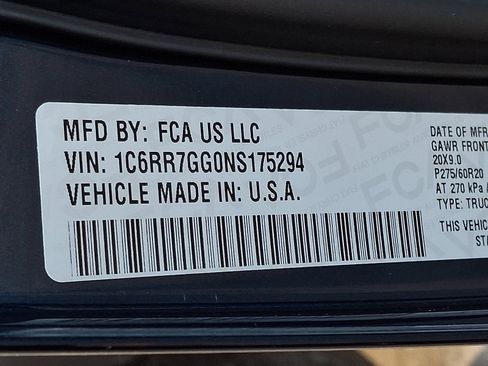 MFD BY: FCA US LLC
VIN: 1C6RR7GG0NS175294
VEHICLE MADE IN: U.S.A.
DATE OF MFR
GAWR FRONT
20X9.0
P275/60R20
AT 270 kPa
TYPE: TRUC
THIS VEHIC